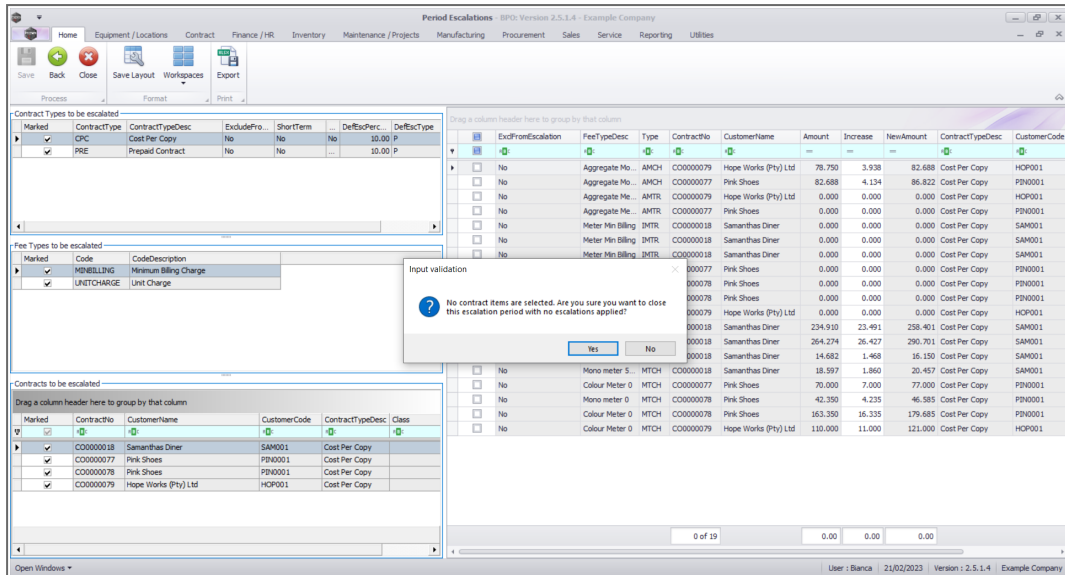 Period Escalations - BPO: Version 2.5.1.4 - Example Company
Home Equipment / Locations Contract Finance / HR Inventory Maintenance / Projects Manufacturing Procurement Sales Service Reporting Utilities
Save Back Close Save Layout Workspaces Export
Process Format Print
Contract Types to be escalated
Marked ContractType ContractTypeDesc ExcludeFro... ShortTerm ... DefEscPerc... DefEscType
CPC Cost Per Copy No No No 10.00 P
PRE Prepaid Contract No No ... 10.00 P
Fee Types to be escalated
Marked Code CodeDescription
MINBILLING Minimum Billing Charge
UNITCHARGE Unit Charge
Contracts to be escalated
Drag a column header here to group by that column
Marked ContractNo CustomerName CustomerCode ContractTypeDesc Class
CO0000018 Samanthas Diner SAM001 Cost Per Copy
CO0000077 Pink Shoes PIN0001 Cost Per Copy
CO0000078 Pink Shoes PIN0001 Cost Per Copy
CO0000079 Hope Works (Pty) Ltd HOP001 Cost Per Copy
Drag a column header here to group by that column
ExclFromEscalation FeeTypeDesc Type ContractNo CustomerName Amount Increase NewAmount ContractTypeDesc CustomerCode
No Aggregate Mo... AMCH CO0000079 Hope Works (Pty) Ltd 78.750 3.938 82.688 Cost Per Copy HOP001
No Aggregate Mo... AMCH CO0000077 Pink Shoes 82.688 4.134 86.822 Cost Per Copy PIN0001
No Aggregate Me... AMTR CO0000079 Hope Works (Pty) Ltd 0.000 0.000 0.000 Cost Per Copy HOP001
No Aggregate Me... AMTR CO0000077 Pink Shoes 0.000 0.000 0.000 Cost Per Copy PIN0001
No Meter Min Billing IMTR CO0000018 Samanthas Diner 0.000 0.000 0.000 Cost Per Copy SAM001
No Meter Min Billing IMTR CO0000018 Samanthas Diner 0.000 0.000 0.000 Cost Per Copy SAM001
No Meter Min Billing IMTR CO0000018 Samanthas Diner 0.000 0.000 0.000 Cost Per Copy SAM001
000077 Pink Shoes 0.000 0.000 0.000 Cost Per Copy PIN0001
000078 Pink Shoes 0.000 0.000 0.000 Cost Per Copy PIN0001
000078 Pink Shoes 0.000 0.000 0.000 Cost Per Copy PIN0001
000079 Hope Works (Pty) Ltd 0.000 0.000 0.000 Cost Per Copy HOP001
000018 Samanthas Diner 234.910 23.491 258.401 Cost Per Copy SAM001
000018 Samanthas Diner 264.274 26.427 290.701 Cost Per Copy SAM001
000018 Samanthas Diner 14.682 1.468 16.150 Cost Per Copy SAM001
No Mono meter S... MTCH CO0000018 Samanthas Diner 18.597 1.860 20.457 Cost Per Copy SAM001
No Colour Meter 0 MTCH CO0000077 Pink Shoes 70.000 7.000 77.000 Cost Per Copy PIN0001
No Mono meter 0 MTCH CO0000078 Pink Shoes 42.350 4.235 46.585 Cost Per Copy PIN0001
No Colour Meter 0 MTCH CO0000078 Pink Shoes 163.350 16.335 179.685 Cost Per Copy PIN0001
No Colour Meter 0 MTCH CO0000079 Hope Works (Pty) Ltd 110.000 11.000 121.000 Cost Per Copy HOP001
0 of 19 0.00 0.00 0.00
Input validation
No contract items are selected. Are you sure you want to close
this escalation period with no escalations applied?
Yes No
Open Windows User : Bianca 21/02/2023 Version : 2.5.1.4 Example Company